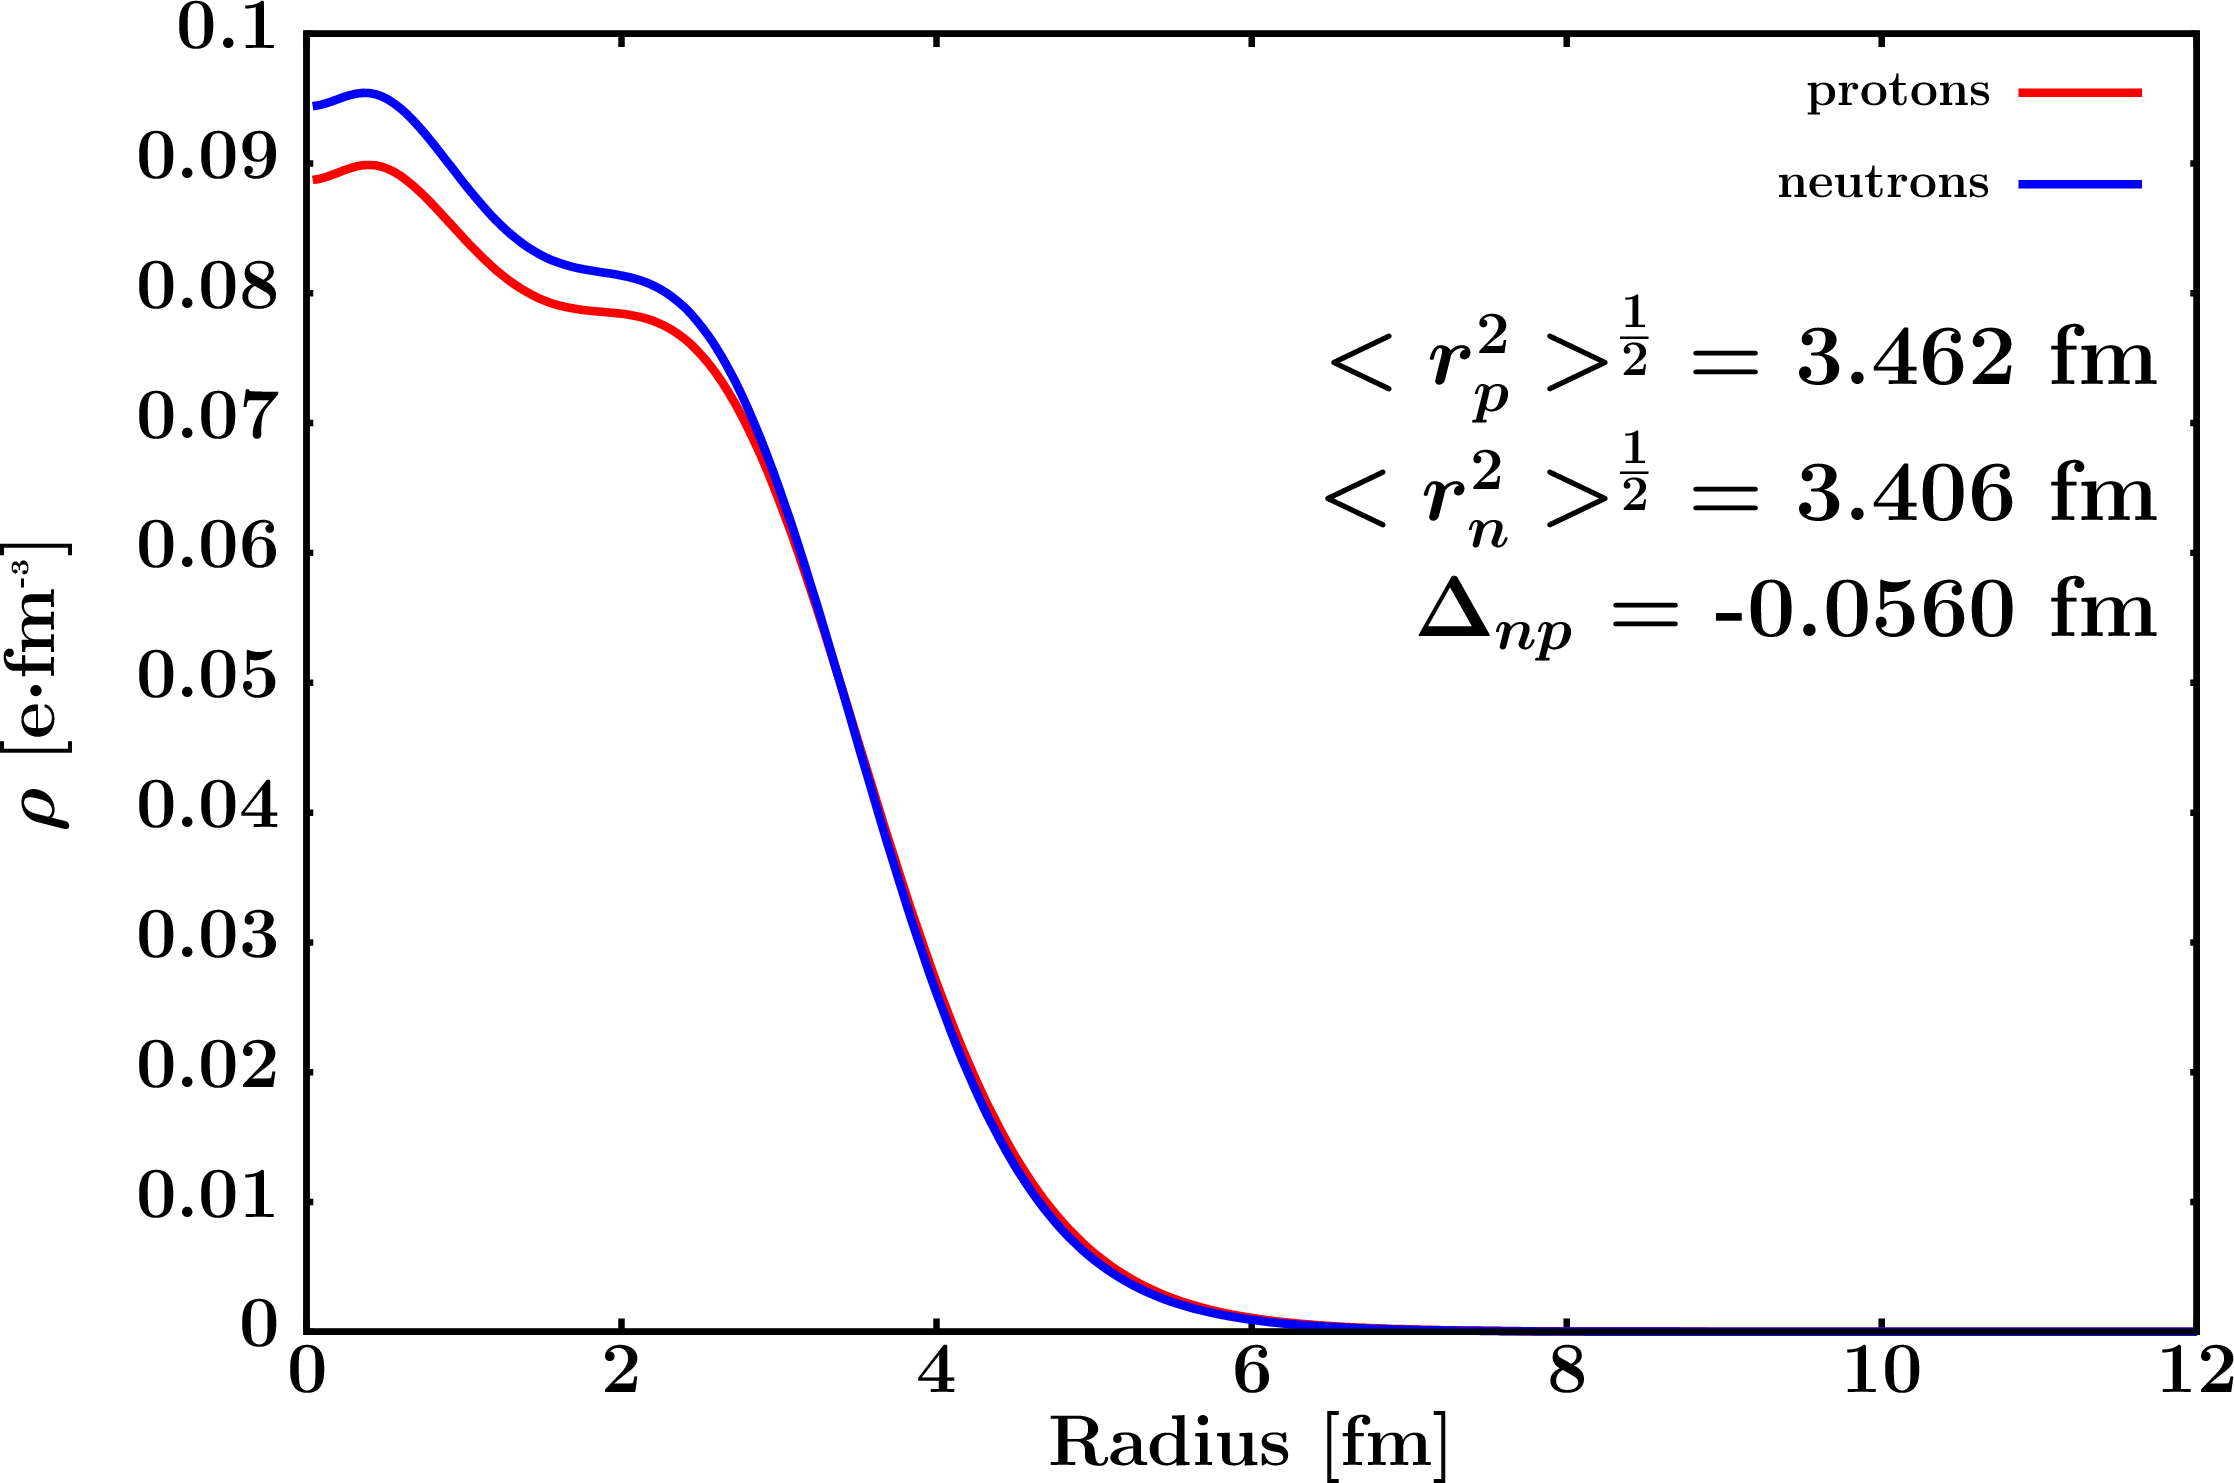 0.1
0.09
0.08
0.07
0.06
0.05
0.04
0.03
0.02
0.01
0
ρ [e·fm⁻³]
protons
neutrons
< r²ₚ >^½ = 3.462 fm
< r²ₙ >^½ = 3.406 fm
Δₙₚ = -0.0560 fm
0 2 4 6 8 10 12
Radius [fm]